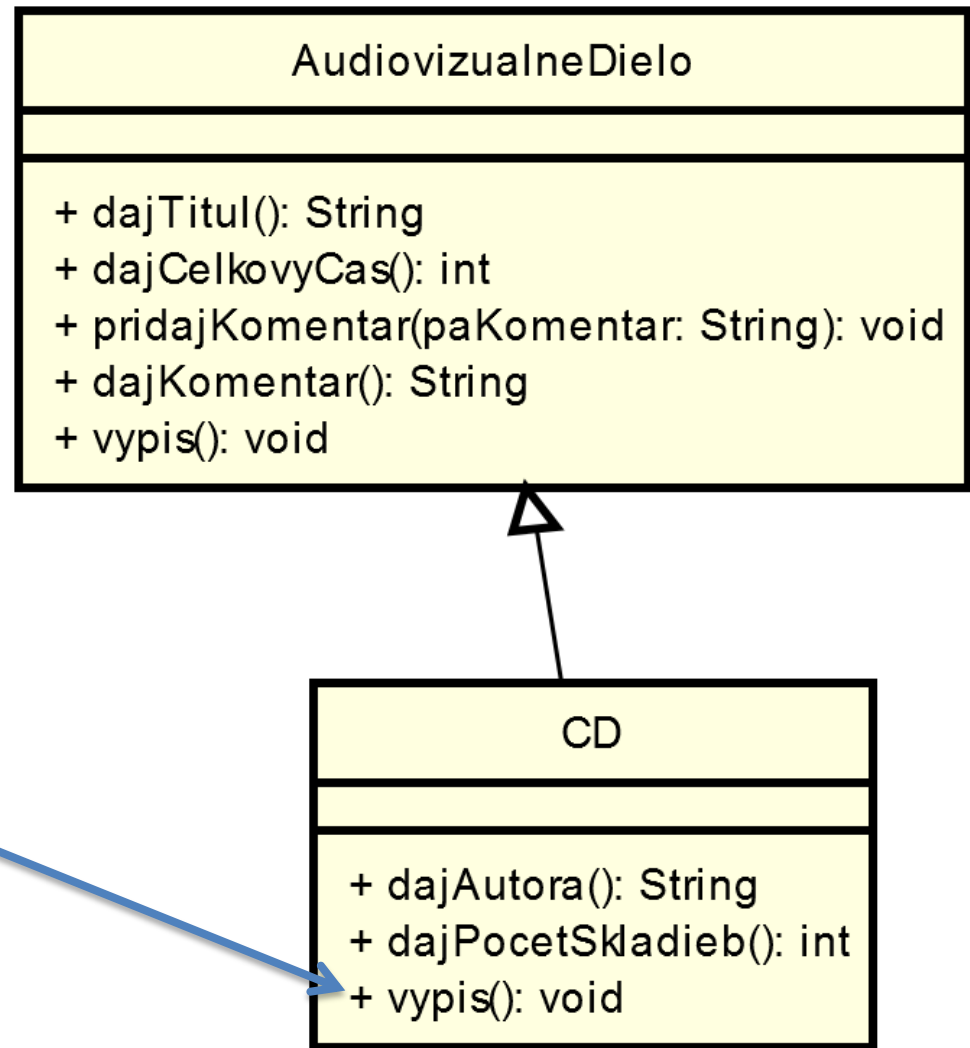 AudiovizualneDielo
+ dajTitul(): String
+ dajCelkovyCas(): int
+ pridajKomentar(paKomentar: String): void
+ dajKomentar(): String
+ vypis(): void
CD
+ dajAutora(): String
+ dajPocetSkladieb(): int
+ vypis(): void